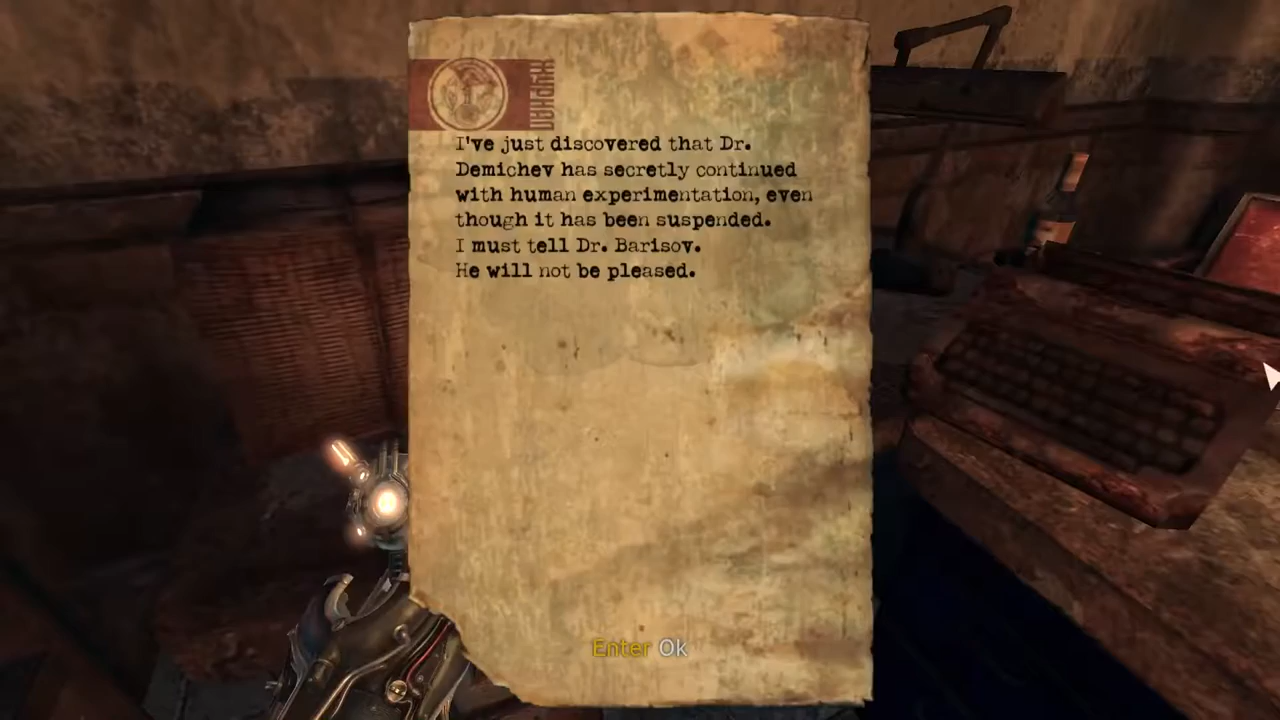 I've just discovered that Dr.
Demichev has secretly continued
with human experimentation, even
though it has been suspended.
I must tell Dr. Barisov.
He will not be pleased.
Enter Ok